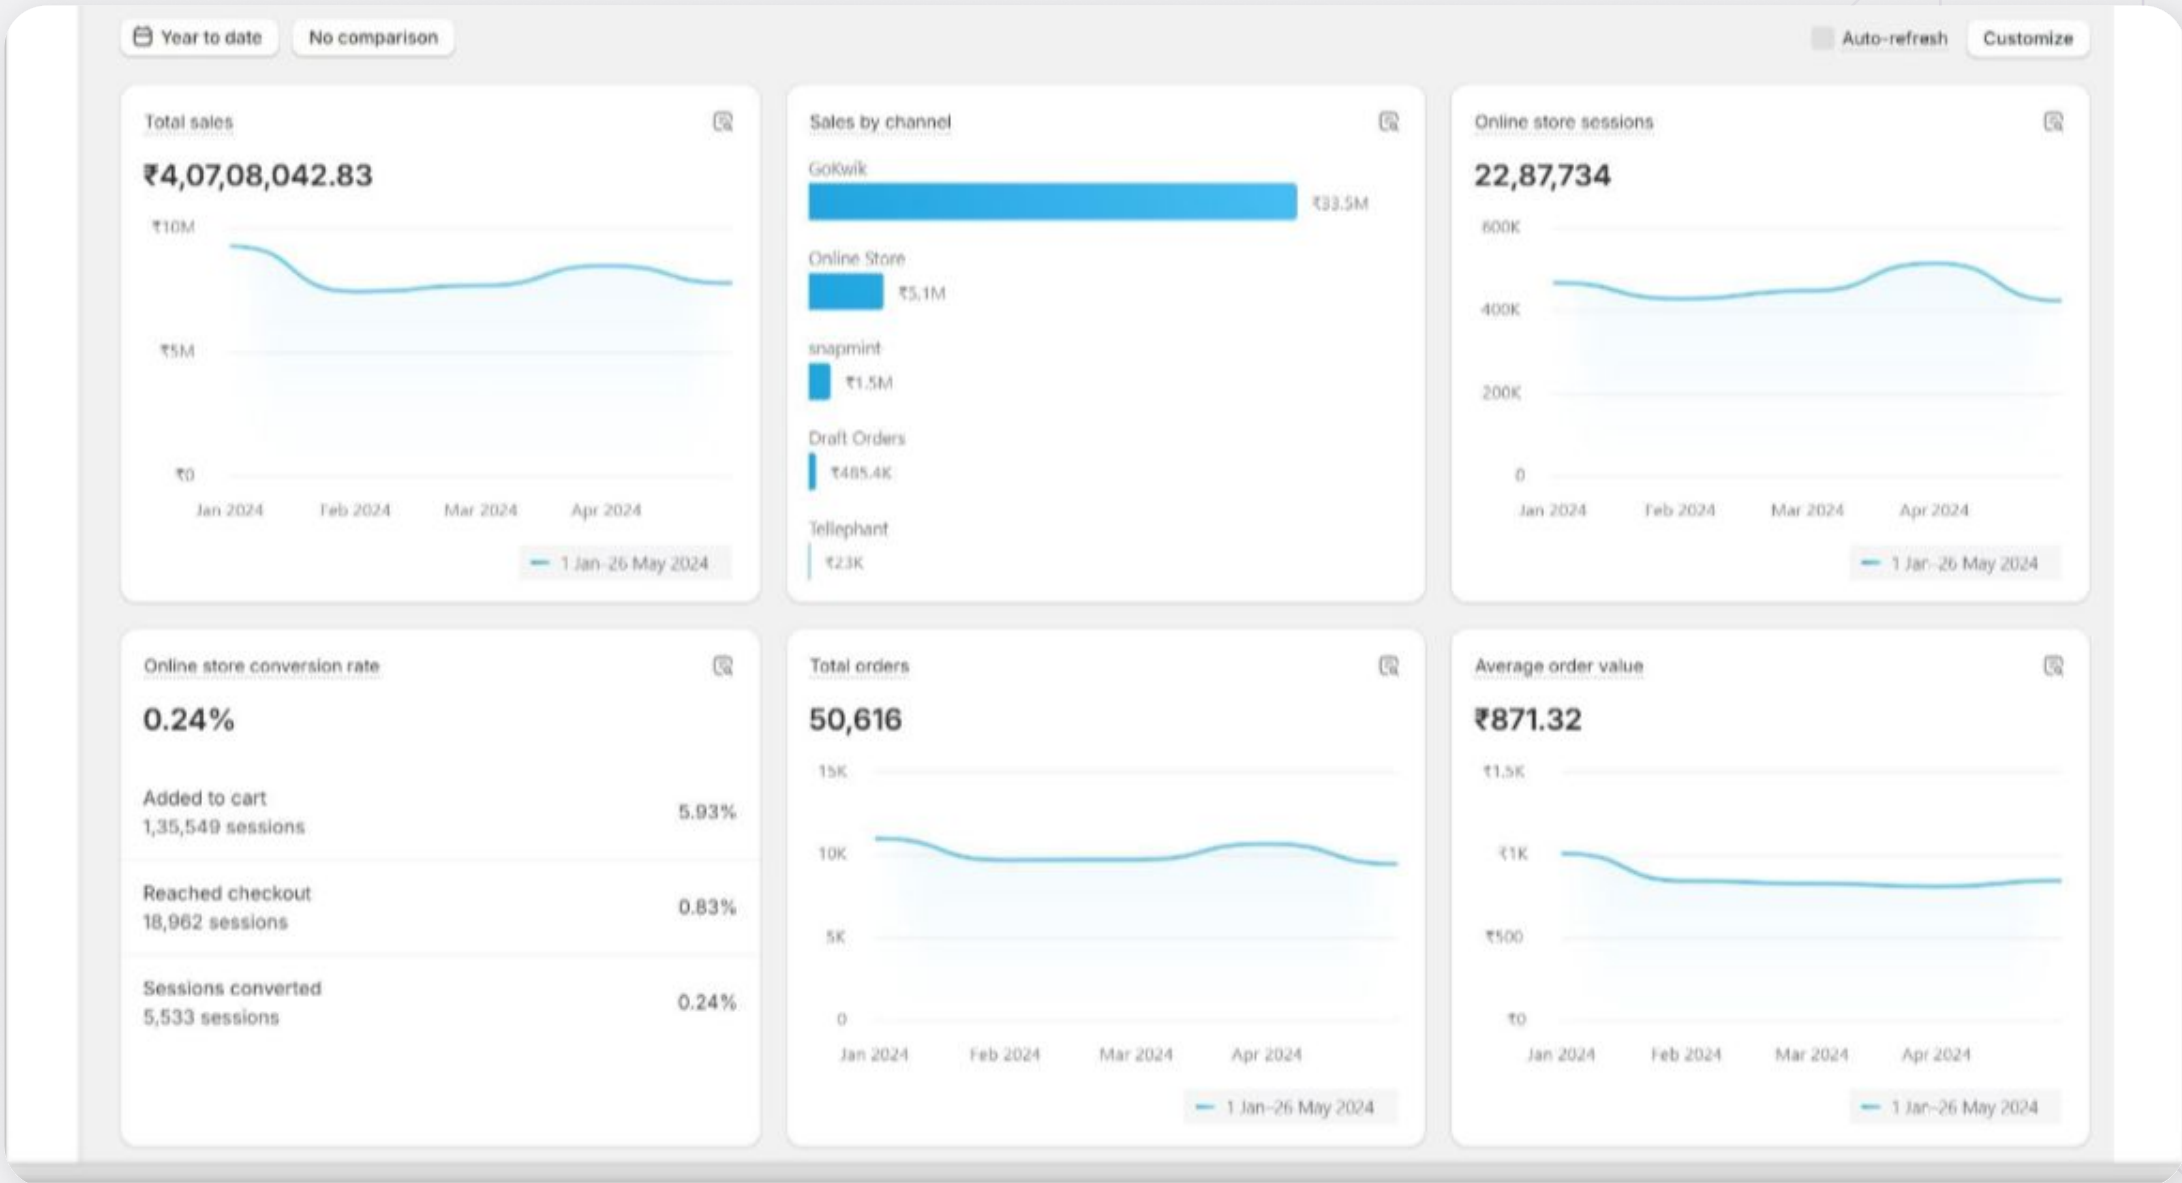 Year to date
No comparison
Auto-refresh
Customize
Total sales
₹4,07,08,042.83
₹10M
₹5M
₹0
Jan 2024
Feb 2024
Mar 2024
Apr 2024
1 Jan–26 May 2024
Sales by channel
GoKwik
₹33.5M
Online Store
₹5.1M
snapmint
₹1.5M
Draft Orders
₹485.4K
Tellephant
₹23K
Online store sessions
22,87,734
600K
400K
200K
0
Jan 2024
Feb 2024
Mar 2024
Apr 2024
1 Jan–26 May 2024
Online store conversion rate
0.24%
Added to cart
1,35,549 sessions
5.93%
Reached checkout
18,962 sessions
0.83%
Sessions converted
5,533 sessions
0.24%
Total orders
50,616
15K
10K
5K
0
Jan 2024
Feb 2024
Mar 2024
Apr 2024
1 Jan–26 May 2024
Average order value
₹871.32
₹1.5K
₹1K
₹500
₹0
Jan 2024
Feb 2024
Mar 2024
Apr 2024
1 Jan–26 May 2024